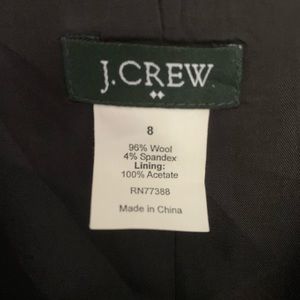 J.CREW
8
96% Wool
4% Spandex
Lining:
100% Acetate
RN77388
Made in China